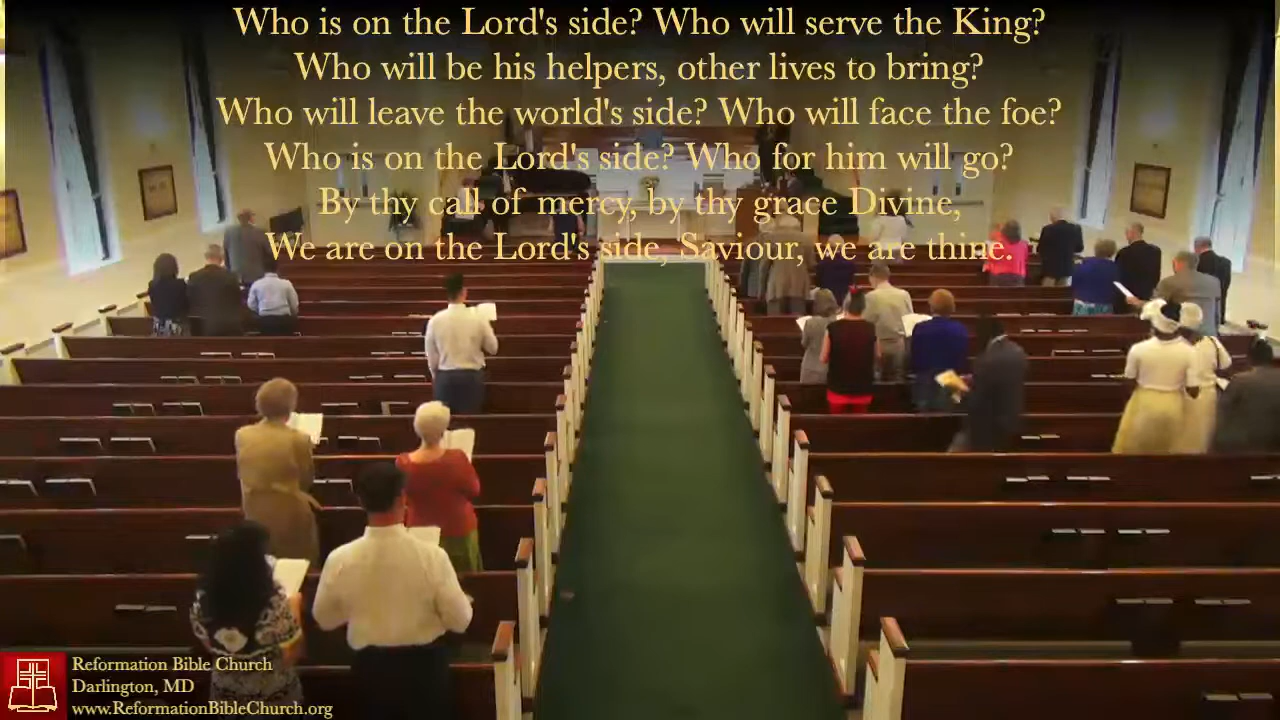 Who is on the Lord's side? Who will serve the King?
Who will be his helpers, other lives to bring?
Who will leave the world's side? Who will face the foe?
Who is on the Lord's side? Who for him will go?
By thy call of mercy, by thy grace Divine,
We are on the Lord's side, Saviour, we are thine.
Reformation Bible Church
Darlington, MD
www.ReformationBibleChurch.org